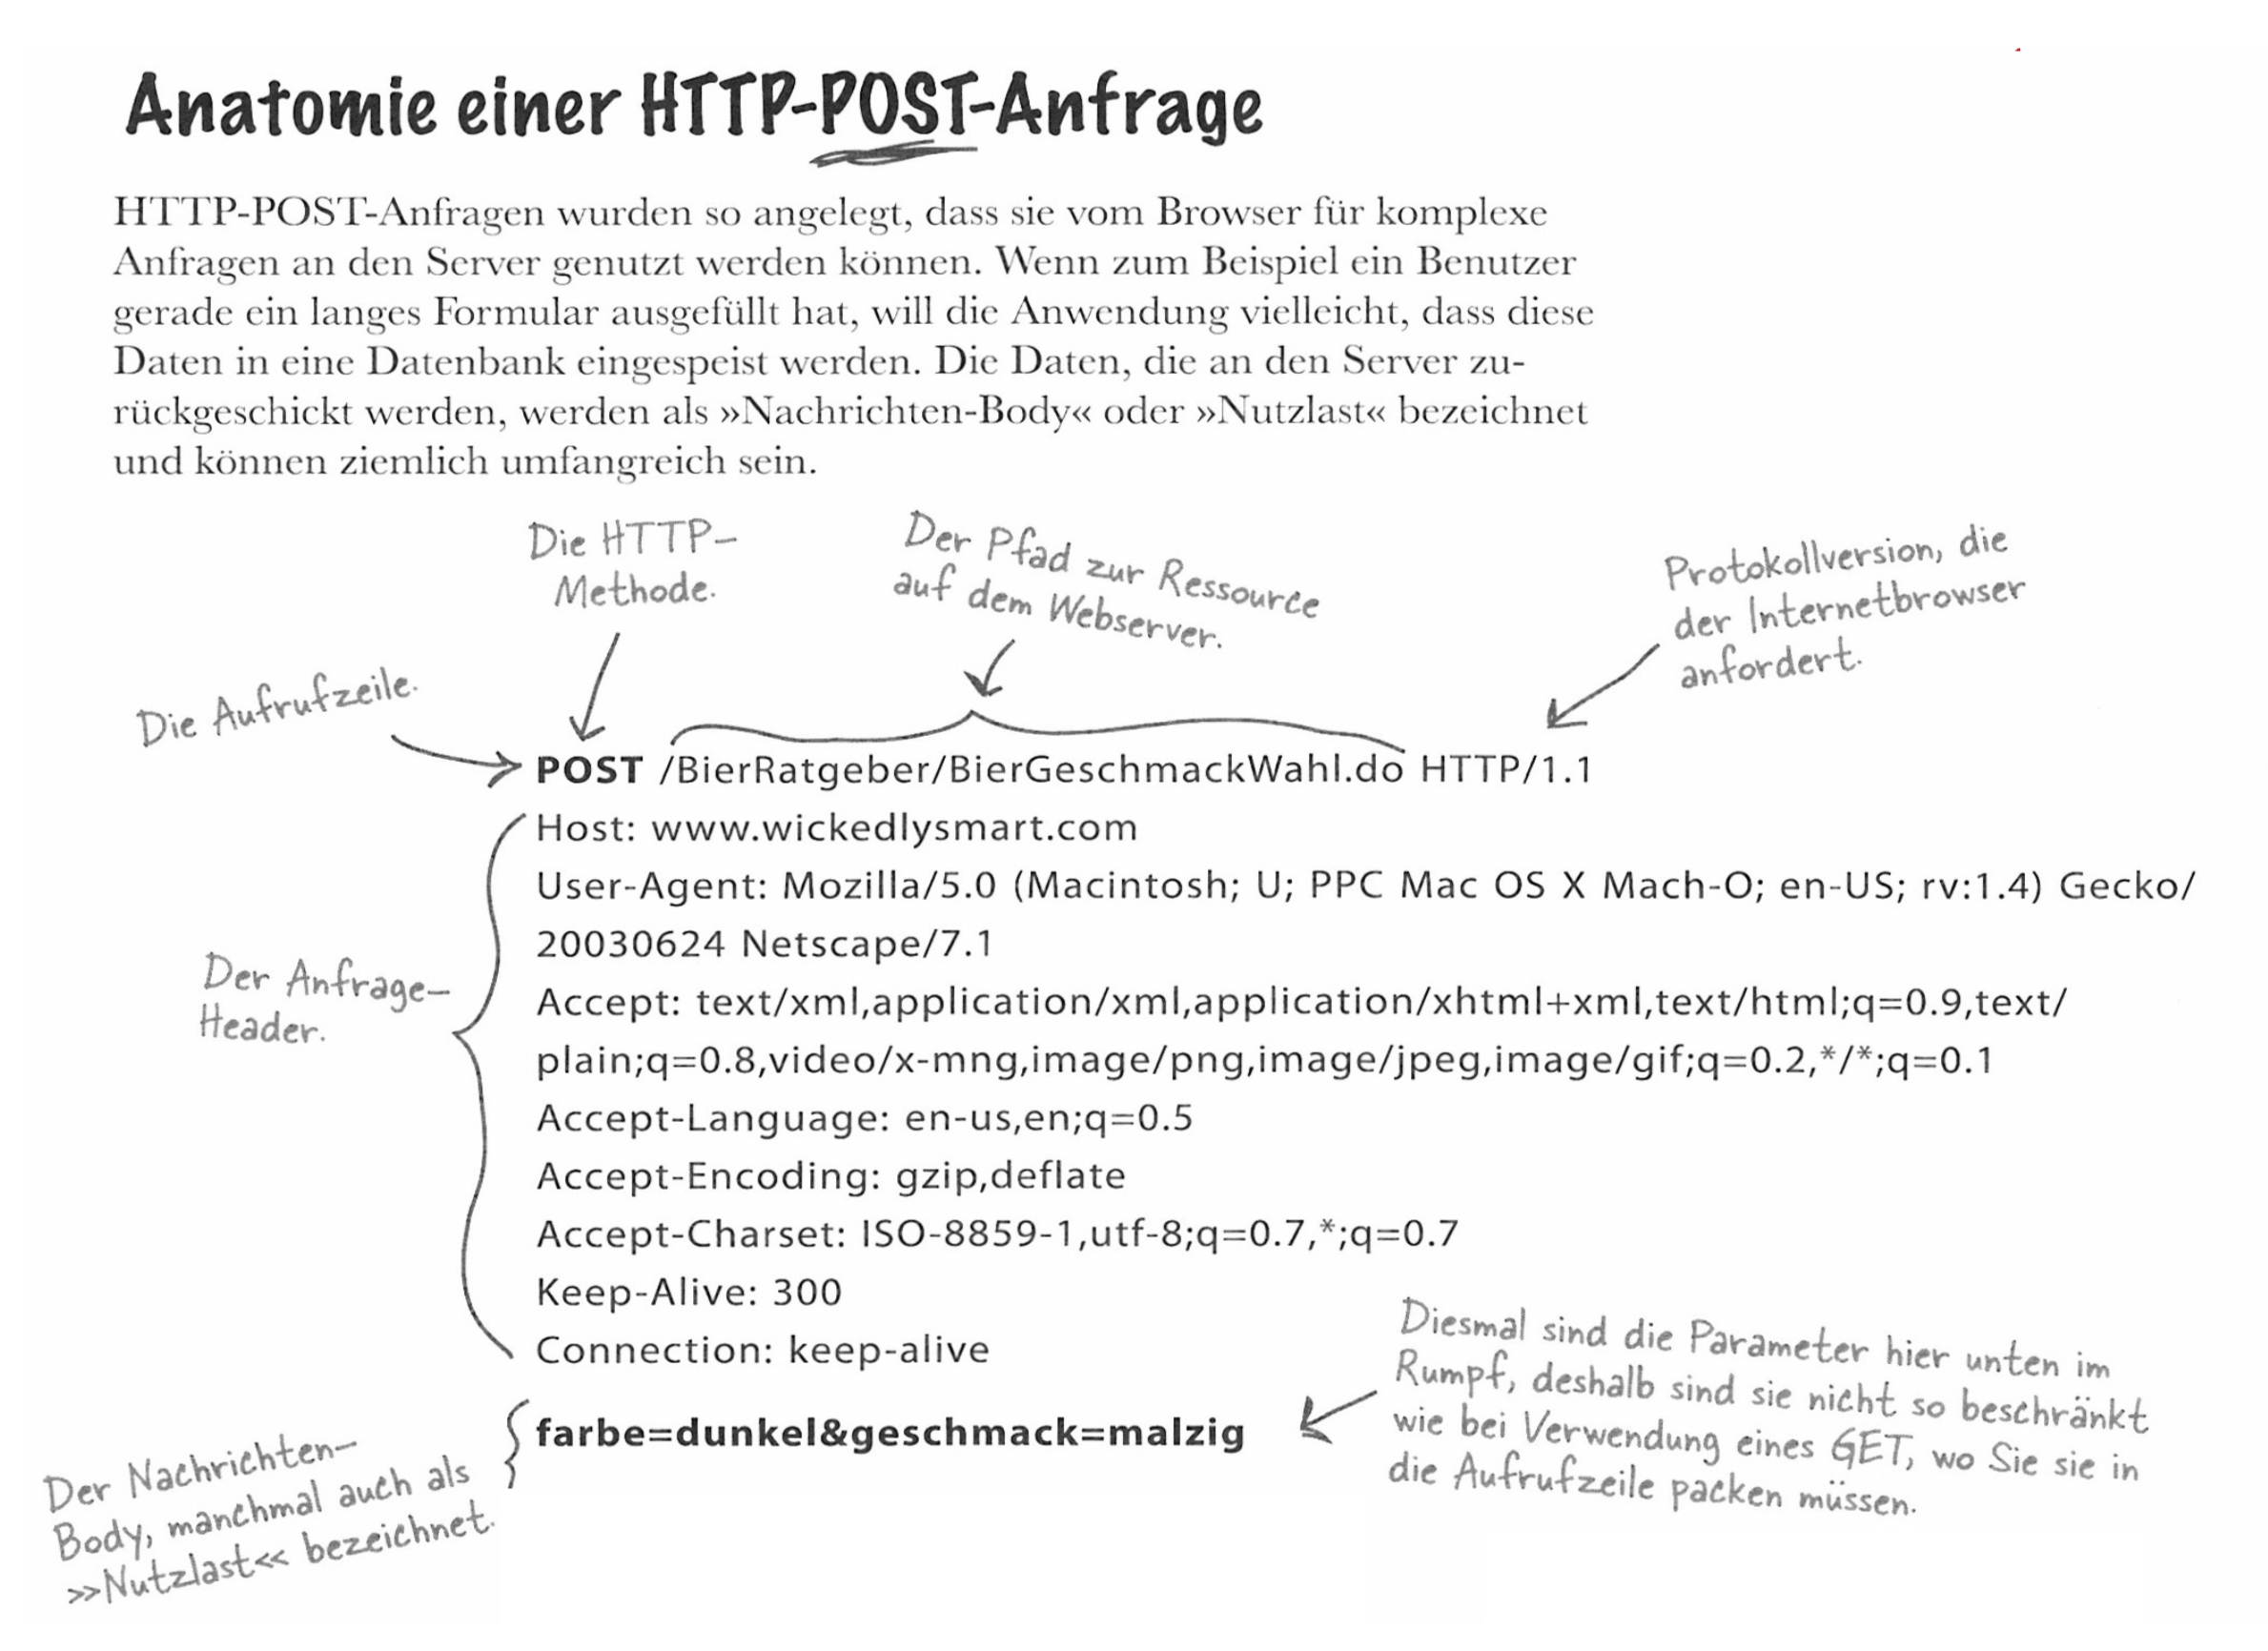 Anatomie einer HTTP-POST-Anfrage
HTTP-POST-Anfragen wurden so angelegt, dass sie vom Browser für komplexe
Anfragen an den Server genutzt werden können. Wenn zum Beispiel ein Benutzer
gerade ein langes Formular ausgefüllt hat, will die Anwendung vielleicht, dass diese
Daten in eine Datenbank eingespeist werden. Die Daten, die an den Server zu-
rückgeschickt werden, werden als »Nachrichten-Body« oder »Nutzlast« bezeichnet
und können ziemlich umfangreich sein.
Die HTTP-
Methode.
Der Pfad zur Ressource
auf dem Webserver.
Protokollversion, die
der Internetbrowser
anfordert.
Die Aufrufzeile.
POST /BierRatgeber/BierGeschmackWahl.do HTTP/1.1
Host: www.wickedlysmart.com
User-Agent: Mozilla/5.0 (Macintosh; U; PPC Mac OS X Mach-O; en-US; rv:1.4) Gecko/
20030624 Netscape/7.1
Accept: text/xml,application/xml,application/xhtml+xml,text/html;q=0.9,text/
plain;q=0.8,video/x-mng,image/png,image/jpeg,image/gif;q=0.2,*/*;q=0.1
Accept-Language: en-us,en;q=0.5
Accept-Encoding: gzip,deflate
Accept-Charset: ISO-8859-1,utf-8;q=0.7,*;q=0.7
Keep-Alive: 300
Connection: keep-alive
Der Anfrage-
Header.
farbe=dunkel&geschmack=malzig
Diesmal sind die Parameter hier unten im
Rumpf, deshalb sind sie nicht so beschränkt
wie bei Verwendung eines GET, wo Sie sie in
die Aufrufzeile packen müssen.
Der Nachrichten-
Body, manchmal auch als
»Nutzlast« bezeichnet.